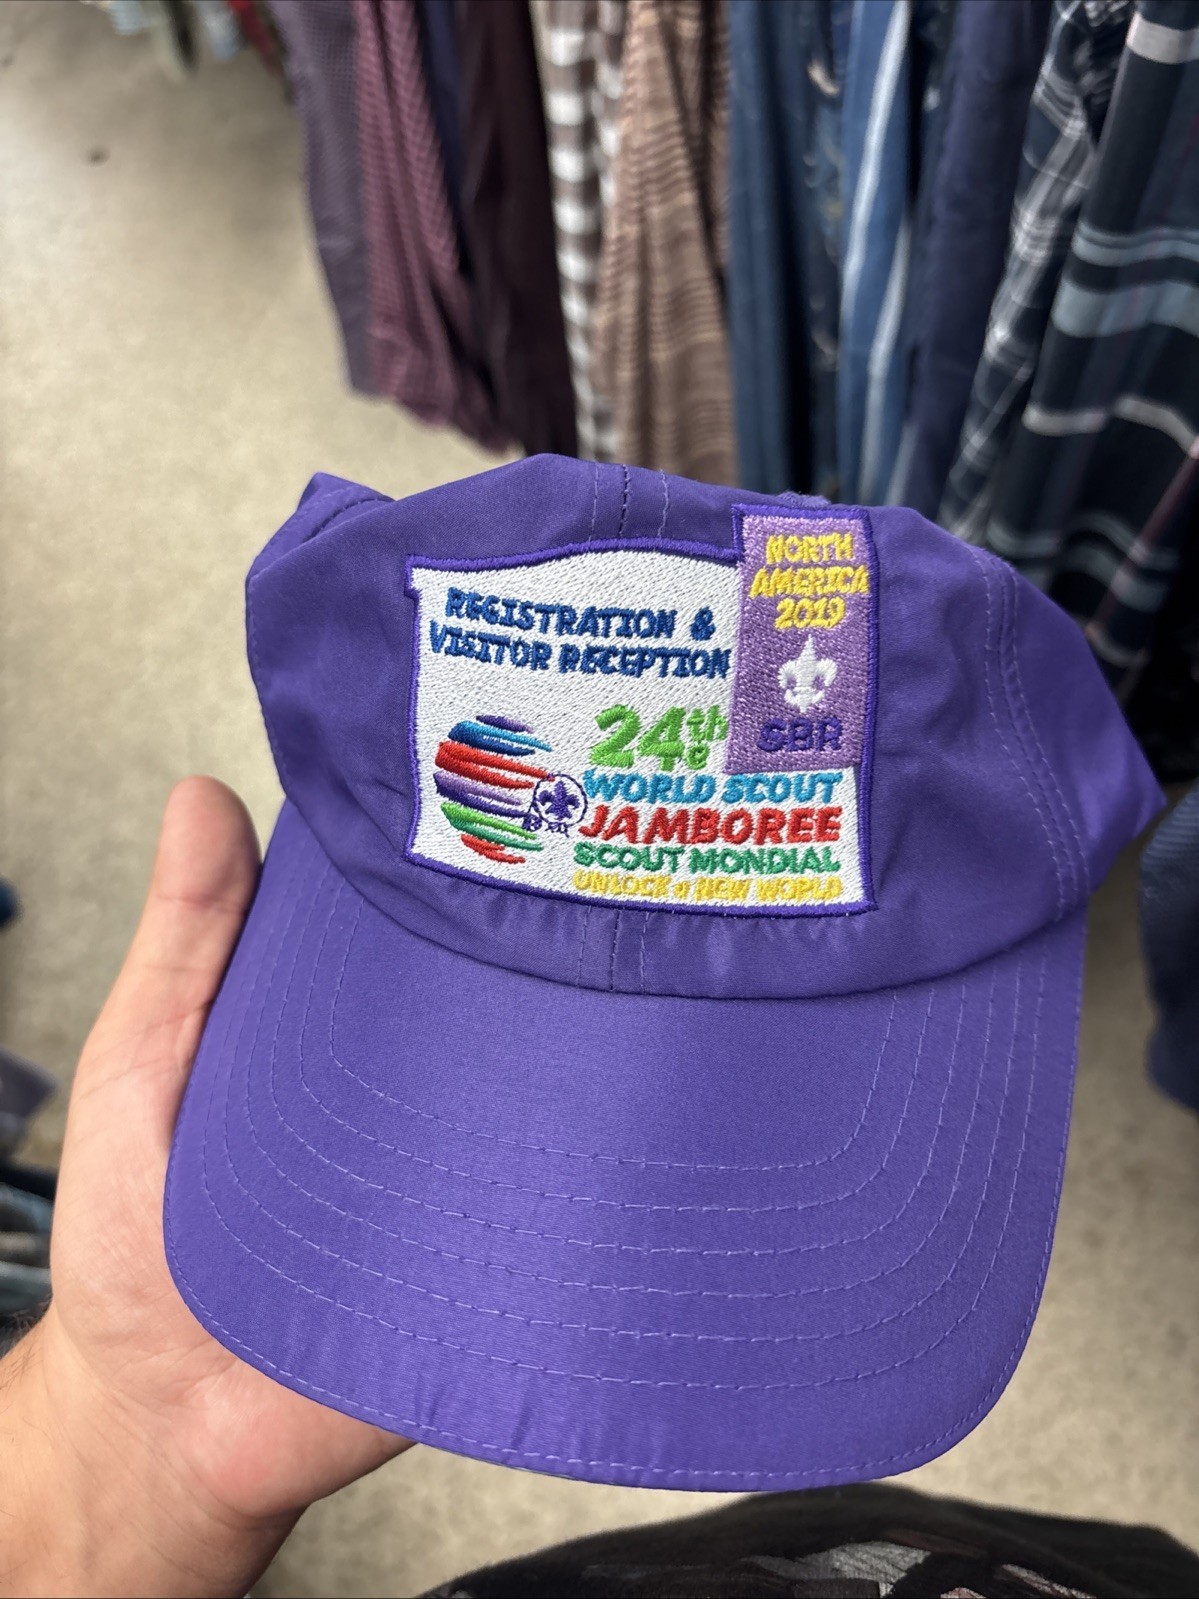 REGISTRATION &
VISITOR RECEPTION
NORTH
AMERICA
2019
SBR
24th
e
WORLD SCOUT
JAMBOREE
SCOUT MONDIAL
UNLOCK a NEW WORLD